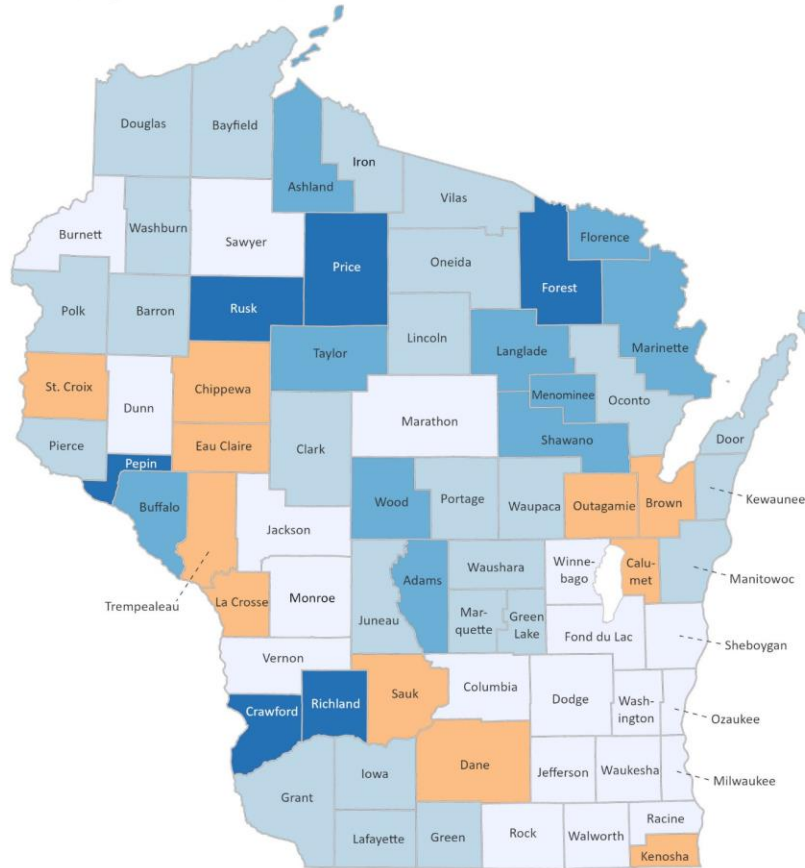 Douglas
Bayfield
Iron
Ashland
Vilas
Burnett
Washburn
Sawyer
Price
Oneida
Forest
Florence
Polk
Barron
Rusk
Taylor
Lincoln
Langlade
Marinette
St. Croix
Dunn
Chippewa
Marathon
Menominee
Oconto
Pierce
Eau Claire
Clark
Shawano
Door
Pepin
Buffalo
Wood
Portage
Waupaca
Outagamie
Brown
Kewaunee
Jackson
Trempealeau
La Crosse
Monroe
Juneau
Adams
Waushara
Winne-
bago
Calu-
met
Manitowoc
Mar-
quette
Green
Lake
Fond du Lac
Sheboygan
Vernon
Crawford
Richland
Sauk
Columbia
Dodge
Wash-
ington
Ozaukee
Grant
Iowa
Dane
Jefferson
Waukesha
Milwaukee
Lafayette
Green
Rock
Walworth
Racine
Kenosha